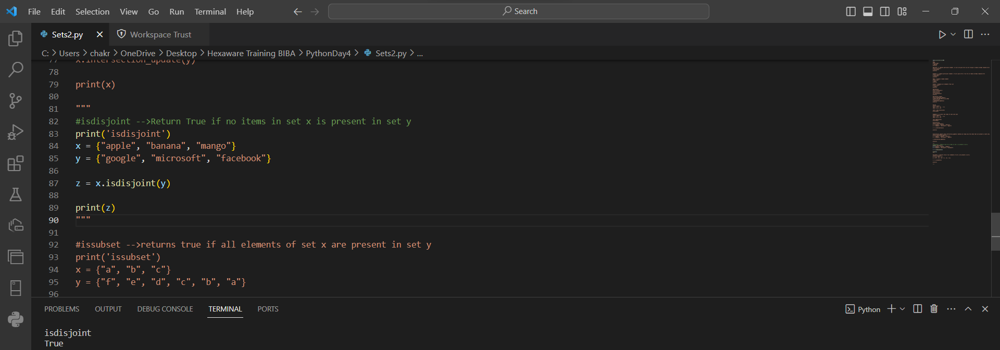 File Edit Selection View Go Run Terminal Help Search
Sets2.py Workspace Trust
C: > Users > chakr > OneDrive > Desktop > Hexaware Training BIBA > PythonDay4 > Sets2.py > ...
77 x.intersection_update(y)
78
79 print(x)
80
81 """
82 #isdisjoint -->Return True if no items in set x is present in set y
83 print('isdisjoint')
84 x = {"apple", "banana", "mango"}
85 y = {"google", "microsoft", "facebook"}
86
87 z = x.isdisjoint(y)
88
89 print(z)
90 """
91
92 #issubset -->returns true if all elements of set x are present in set y
93 print('issubset')
94 x = {"a", "b", "c"}
95 y = {"f", "e", "d", "c", "b", "a"}
96
PROBLEMS OUTPUT DEBUG CONSOLE TERMINAL PORTS Python
isdisjoint
True